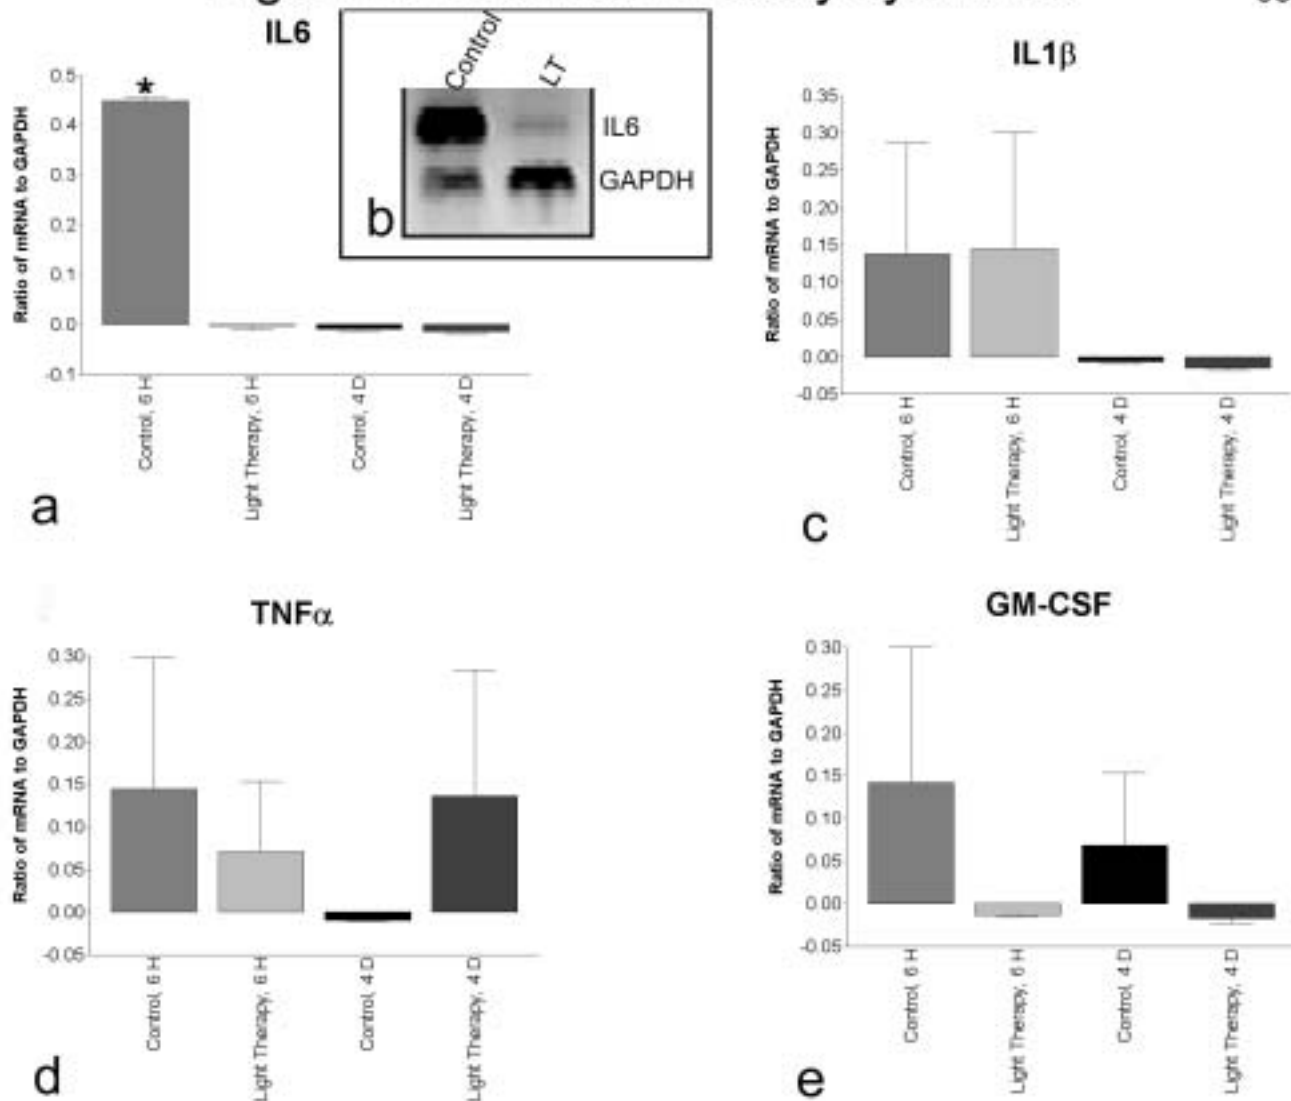 IL6
*
0.5
0.4
0.3
0.2
0.1
0.0
-0.1
Ratio of mRNA to GAPDH
Control, 6 H
Light Therapy, 6 H
Control, 4 D
Light Therapy, 4 D
a
Control
LT
IL6
GAPDH
b
IL1β
0.35
0.30
0.25
0.20
0.15
0.10
0.05
0.00
-0.05
Ratio of mRNA to GAPDH
Control, 6 H
Light Therapy, 6 H
Control, 4 D
Light Therapy, 4 D
c
TNFα
0.30
0.25
0.20
0.15
0.10
0.05
0.00
-0.05
Ratio of mRNA to GAPDH
Control, 6 H
Light Therapy, 6 H
Control, 4 D
Light Therapy, 4 D
d
GM-CSF
0.30
0.25
0.20
0.15
0.10
0.05
0.00
-0.05
Ratio of mRNA to GAPDH
Control, 6 H
Light Therapy, 6 H
Control, 4 D
Light Therapy, 4 D
e